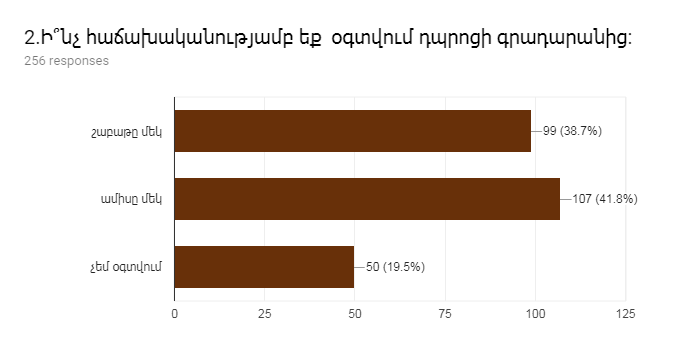 2.Ի՞նչ հաճախականությամբ եք օգտվում դպրոցի գրադարանից:
256 responses
շաբաթը մեկ
99 (38.7%)
ամիսը մեկ
107 (41.8%)
չեմ օգտվում
50 (19.5%)
0 25 50 75 100 125